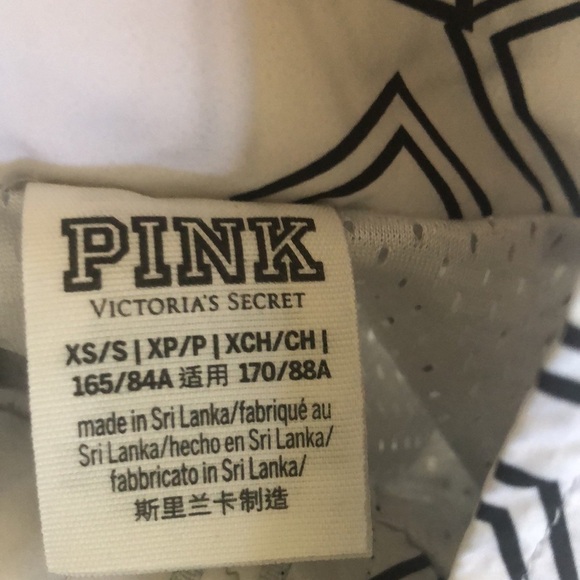 PINK
VICTORIA'S SECRET
XS/S | XP/P | XCH/CH |
165/84A 适用 170/88A
made in Sri Lanka/fabriqué au
Sri Lanka/hecho en Sri Lanka/
fabbricato in Sri Lanka/
斯里兰卡制造